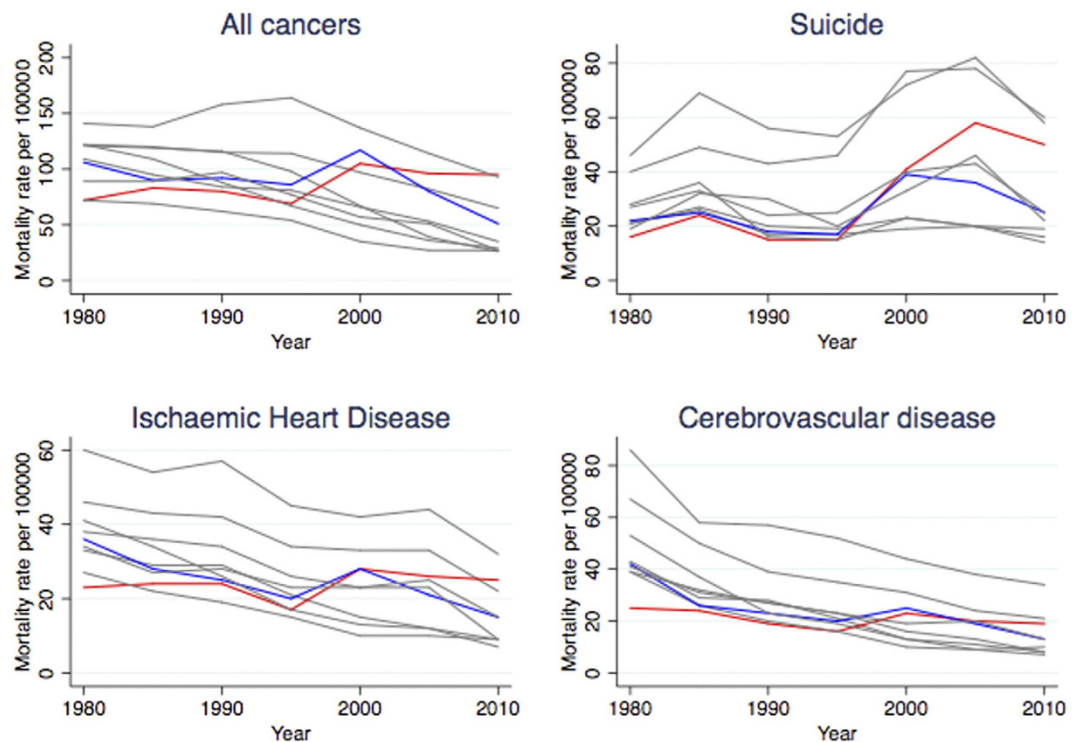 All cancers
Mortality rate per 100000
200
150
100
50
0
1980
1990
2000
2010
Year
Suicide
Mortality rate per 100000
80
60
40
20
0
1980
1990
2000
2010
Year
Ischaemic Heart Disease
Mortality rate per 100000
60
40
20
0
1980
1990
2000
2010
Year
Cerebrovascular disease
Mortality rate per 100000
80
60
40
20
0
1980
1990
2000
2010
Year